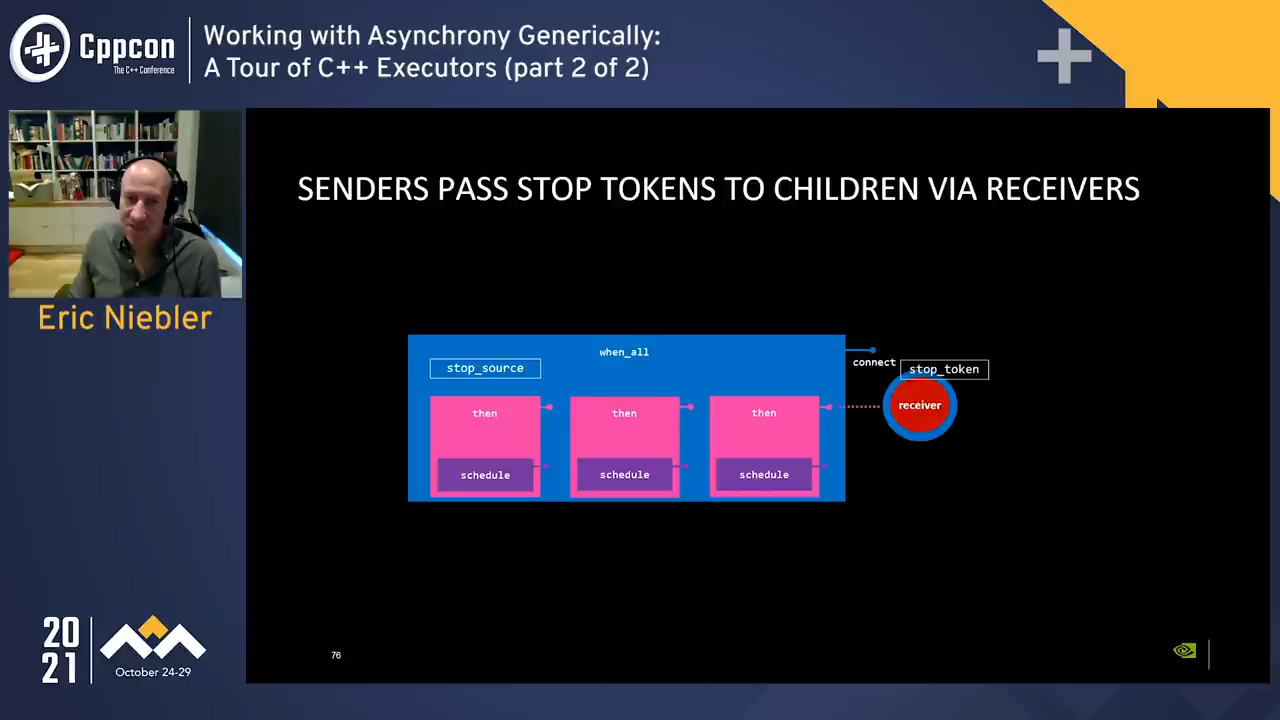 Cppcon
The C++ Conference
Working with Asynchrony Generically:
A Tour of C++ Executors (part 2 of 2)
Eric Niebler
SENDERS PASS STOP TOKENS TO CHILDREN VIA RECEIVERS
when_all
stop_source
connect
stop_token
receiver
then
then
then
schedule
schedule
schedule
20
21
October 24-29
76